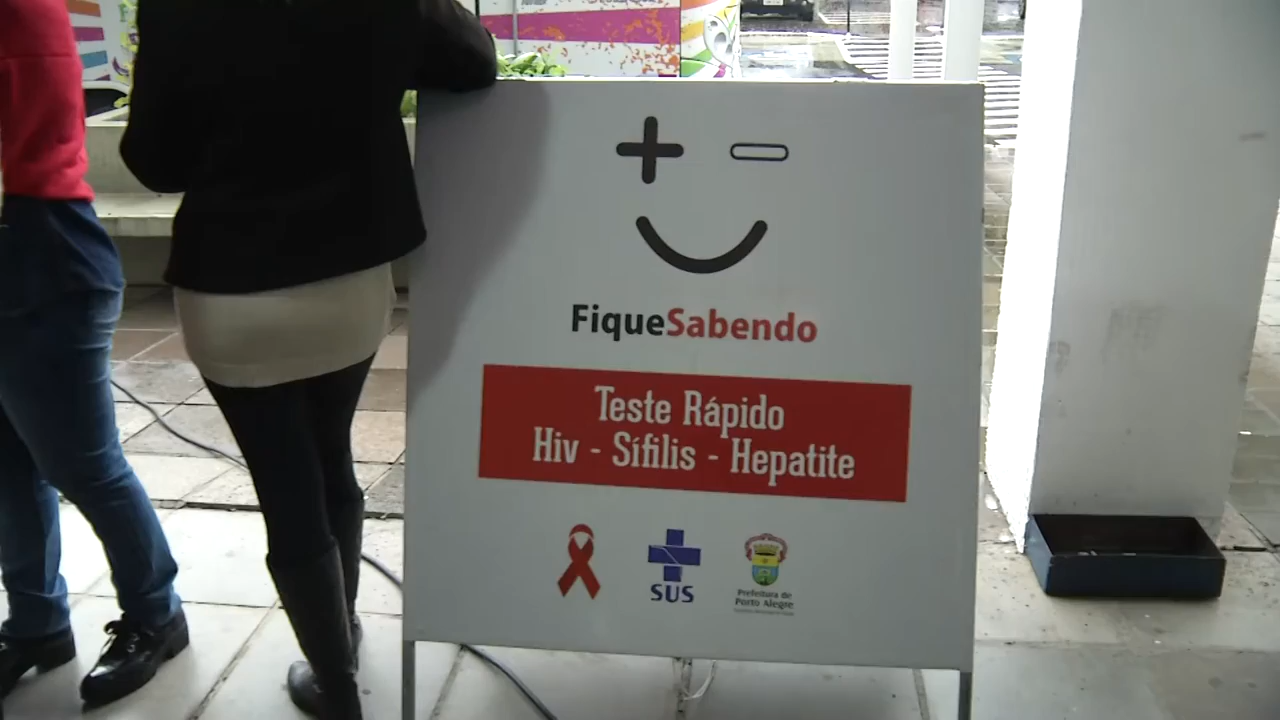 FiqueSabendo
Teste Rápido
Hiv - Sífilis - Hepatite
SUS
Prefeitura de
Porto Alegre